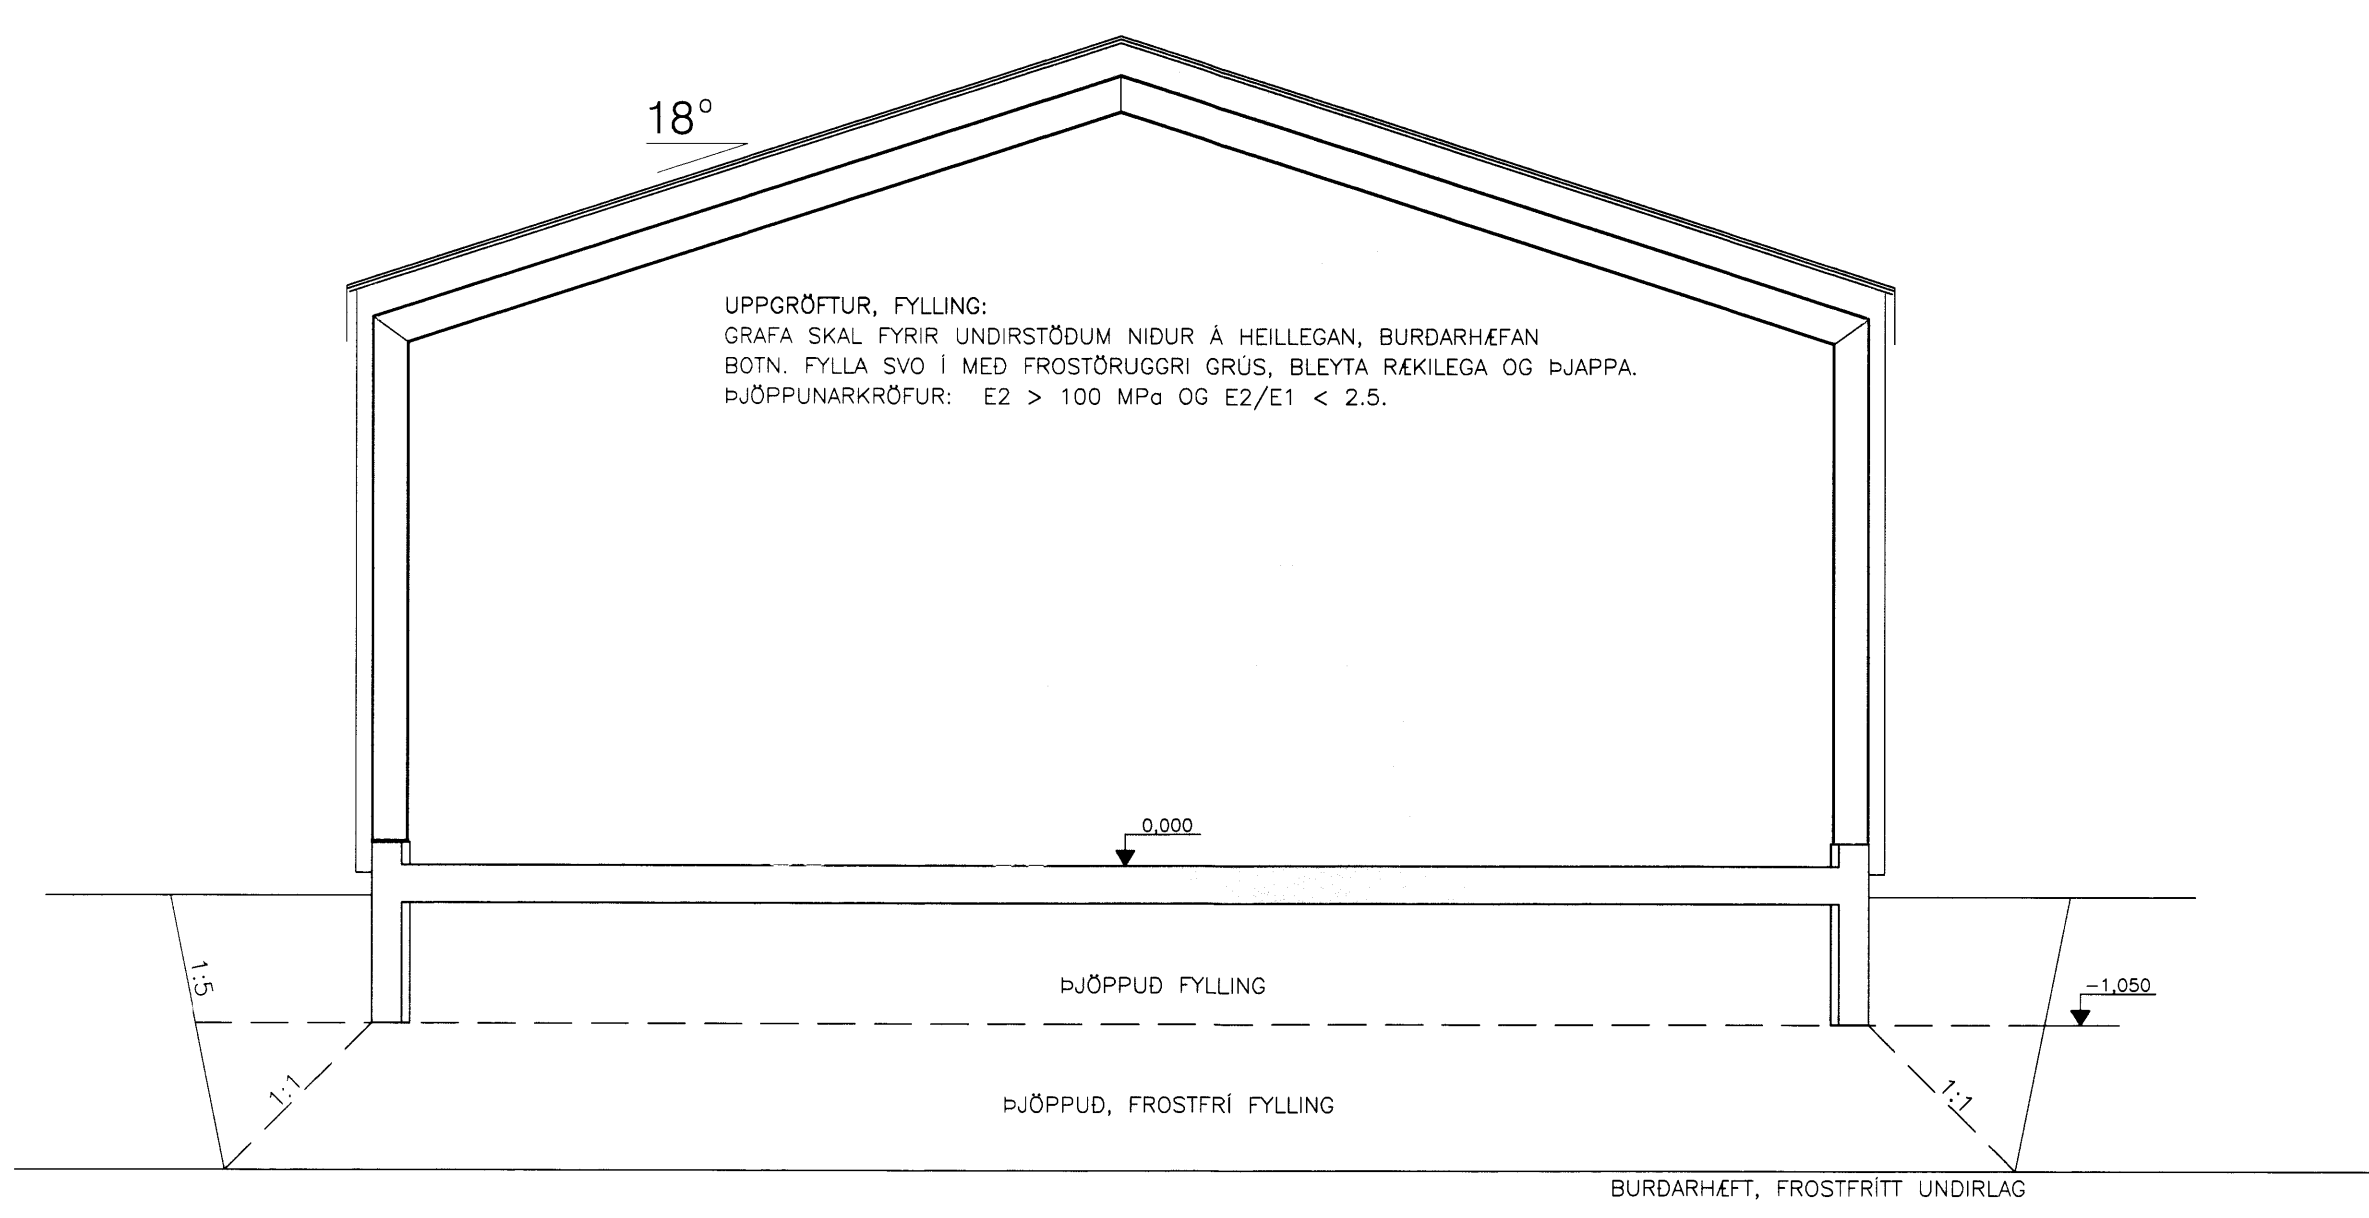 18°
UPPGRÖFTUR, FYLLING:
GRAFA SKAL FYRIR UNDIRSTÖÐUM NIÐUR Á HEILLEGAN, BURÐARHÆFAN
BOTN. FYLLA SVO Í MEÐ FROSTÖRUGGRI GRÚS, BLEYTA RÆKILEGA OG ÞJAPPA.
ÞJÖPPUNARKRÖFUR: E2 > 100 MPa OG E2/E1 < 2.5.
0,000
1:5
ÞJÖPPUÐ FYLLING
-1,050
1:1
ÞJÖPPUÐ, FROSTFRÍ FYLLING
1:1
BURÐARHÆFT, FROSTFRÍTT UNDIRLAG